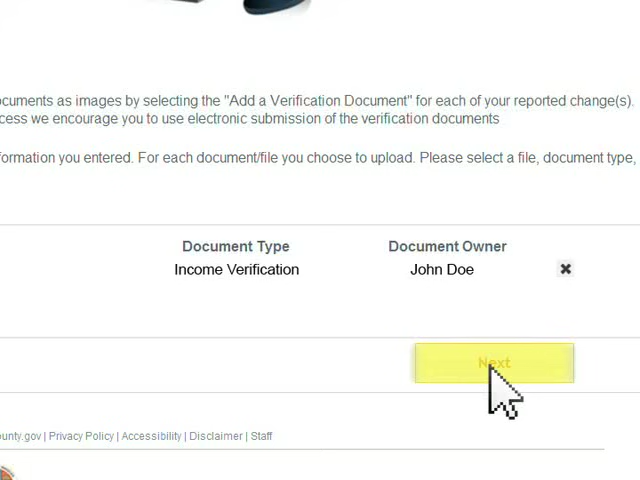 ocuments as images by selecting the "Add a Verification Document" for each of your reported change(s).
cess we encourage you to use electronic submission of the verification documents
formation you entered. For each document/file you choose to upload. Please select a file, document type,
Document Type Document Owner
Income Verification John Doe
Next
ounty.gov | Privacy Policy | Accessibility | Disclaimer | Staff